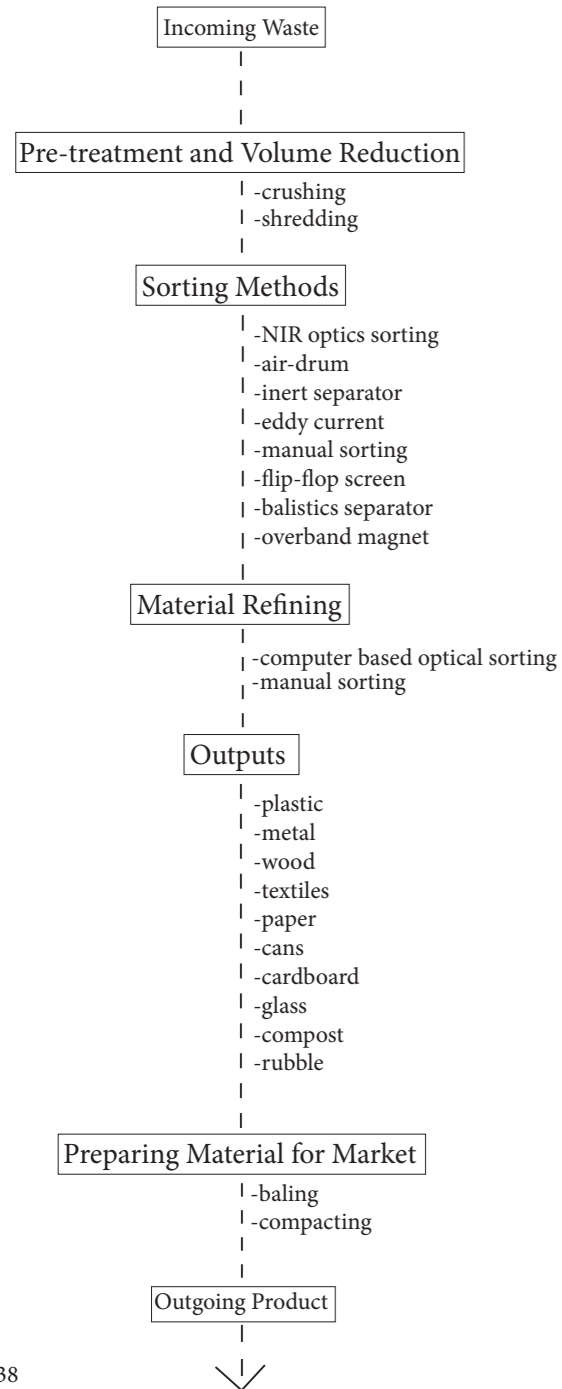 Incoming Waste
Pre-treatment and Volume Reduction
-crushing
-shredding
Sorting Methods
-NIR optics sorting
-air-drum
-inert separator
-eddy current
-manual sorting
-flip-flop screen
-balistics separator
-overband magnet
Material Refining
-computer based optical sorting
-manual sorting
Outputs
-plastic
-metal
-wood
-textiles
-paper
-cans
-cardboard
-glass
-compost
-rubble
Preparing Material for Market
-baling
-compacting
Outgoing Product
38